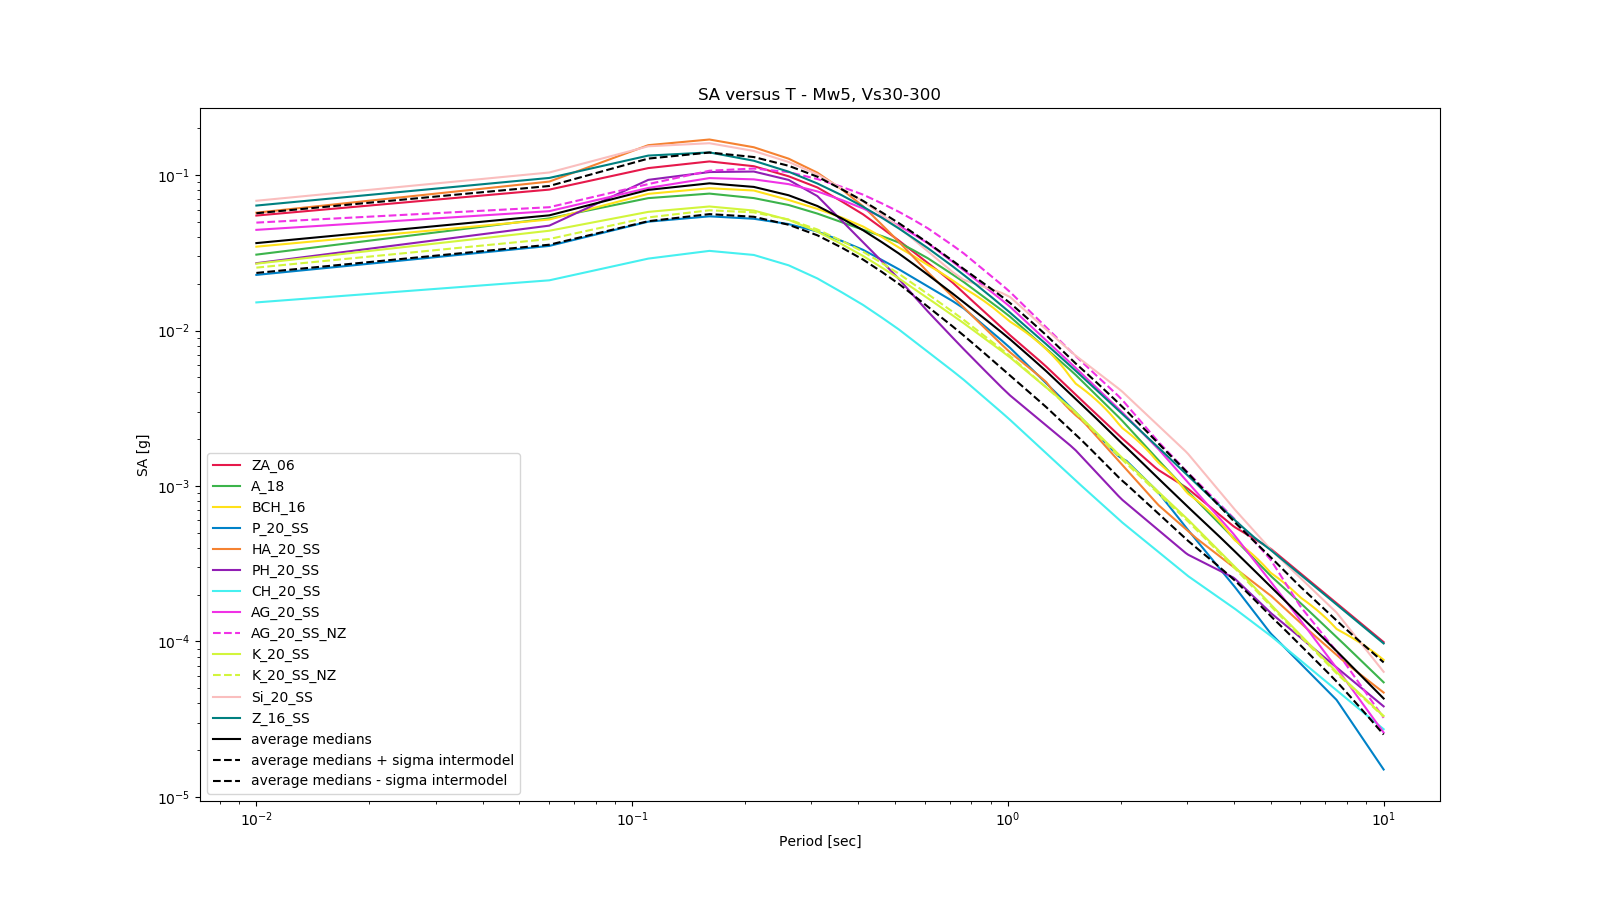 SA versus T - Mw5, Vs30-300
SA [g]
10⁻¹
10⁻²
10⁻³
10⁻⁴
10⁻⁵
ZA_06
A_18
BCH_16
P_20_SS
HA_20_SS
PH_20_SS
CH_20_SS
AG_20_SS
AG_20_SS_NZ
K_20_SS
K_20_SS_NZ
Si_20_SS
Z_16_SS
average medians
average medians + sigma intermodel
average medians - sigma intermodel
10⁻² 10⁻¹ 10⁰ 10¹
Period [sec]